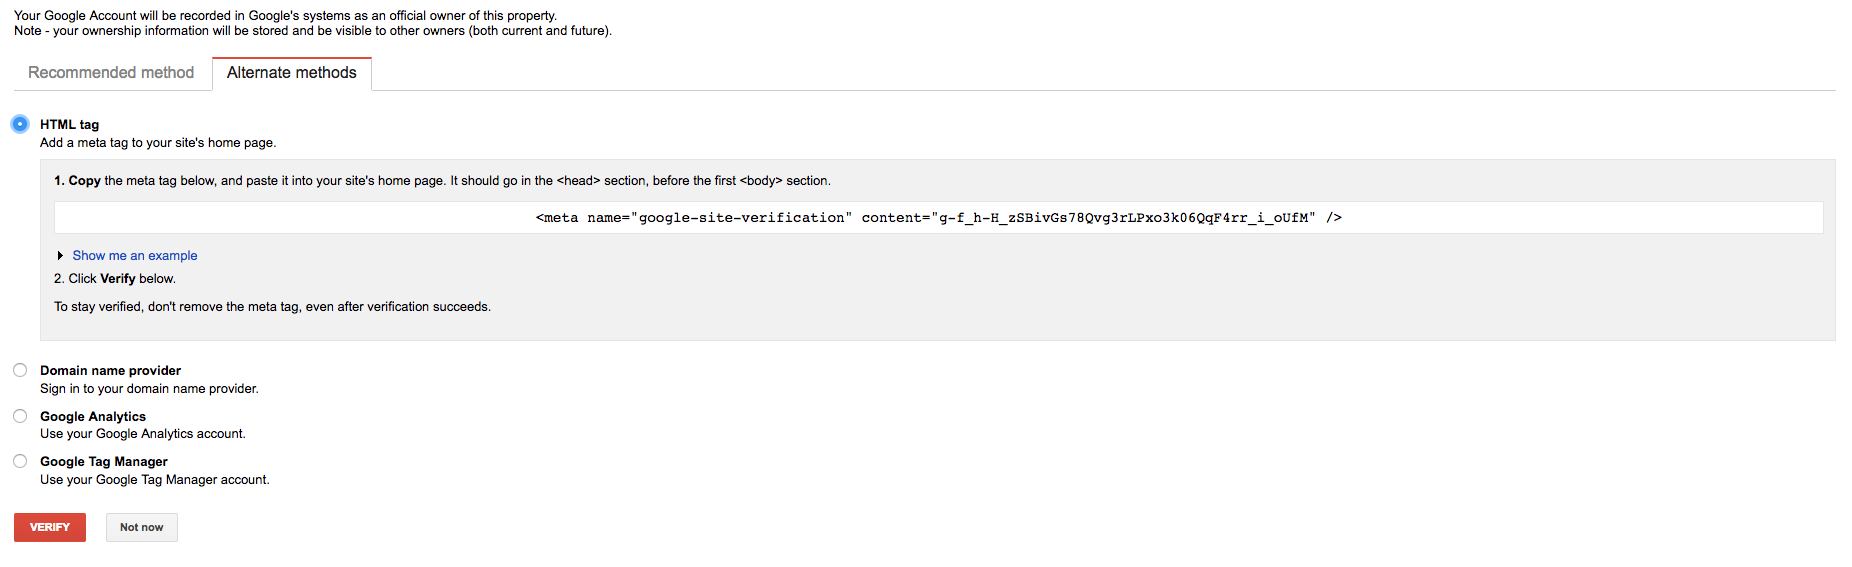 Your Google Account will be recorded in Google's systems as an official owner of this property.
Note - your ownership information will be stored and be visible to other owners (both current and future).
Recommended method
Alternate methods
HTML tag
Add a meta tag to your site's home page.
1. Copy the meta tag below, and paste it into your site's home page. It should go in the <head> section, before the first <body> section.
<meta name="google-site-verification" content="g-f_h-H_zSBivGs78Qvg3rLPxo3k06QqF4rr_i_oUfM" />
Show me an example
2. Click Verify below.
To stay verified, don't remove the meta tag, even after verification succeeds.
Domain name provider
Sign in to your domain name provider.
Google Analytics
Use your Google Analytics account.
Google Tag Manager
Use your Google Tag Manager account.
VERIFY
Not now